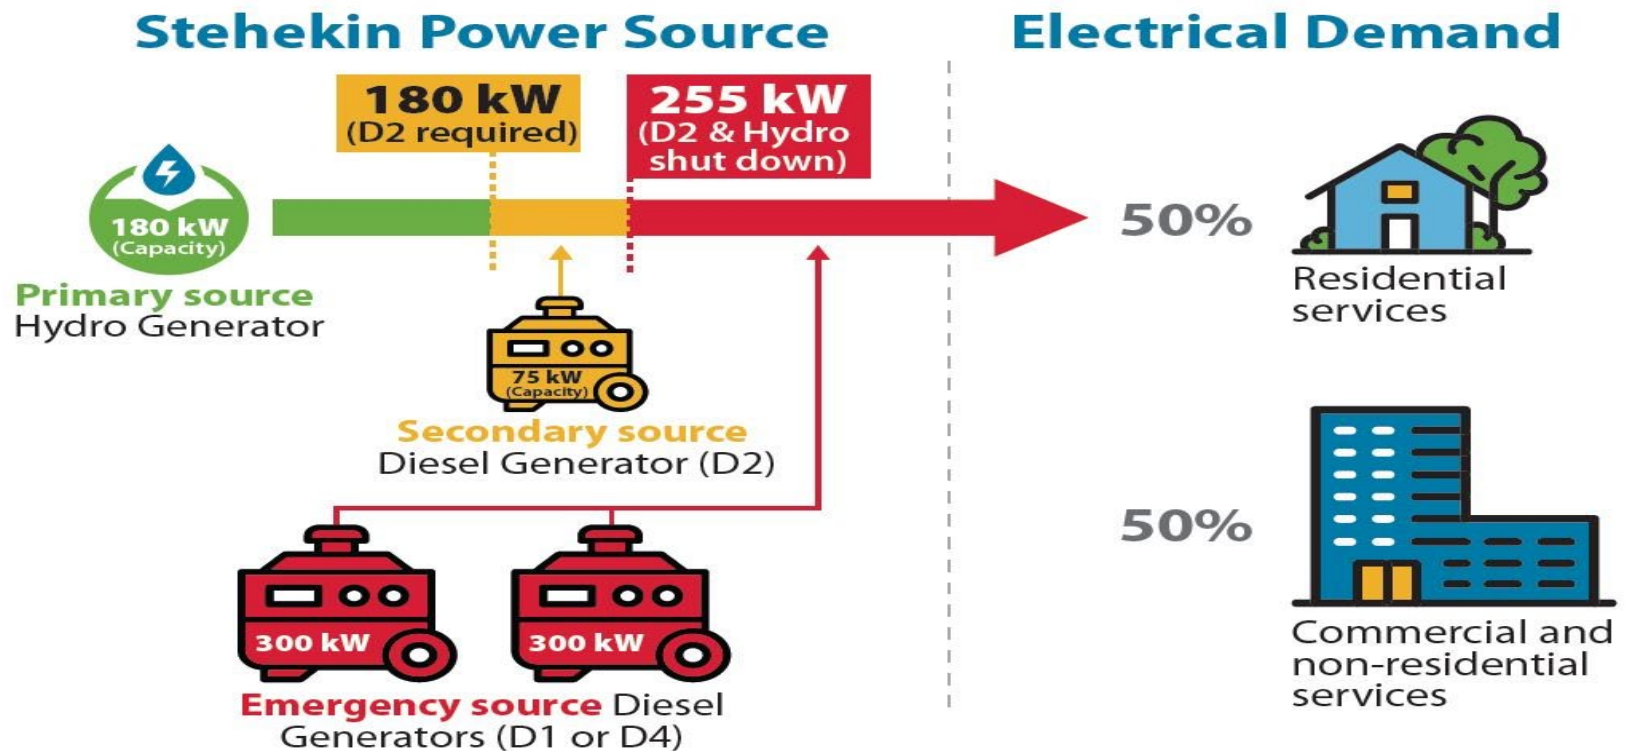 Stehekin Power Source
Electrical Demand
180 kW
(D2 required)
255 kW
(D2 & Hydro
shut down)
180 kW
(Capacity)
Primary source
Hydro Generator
75 kW
(Capacity)
Secondary source
Diesel Generator (D2)
300 kW
300 kW
Emergency source Diesel
Generators (D1 or D4)
50%
Residential
services
50%
Commercial and
non-residential
services